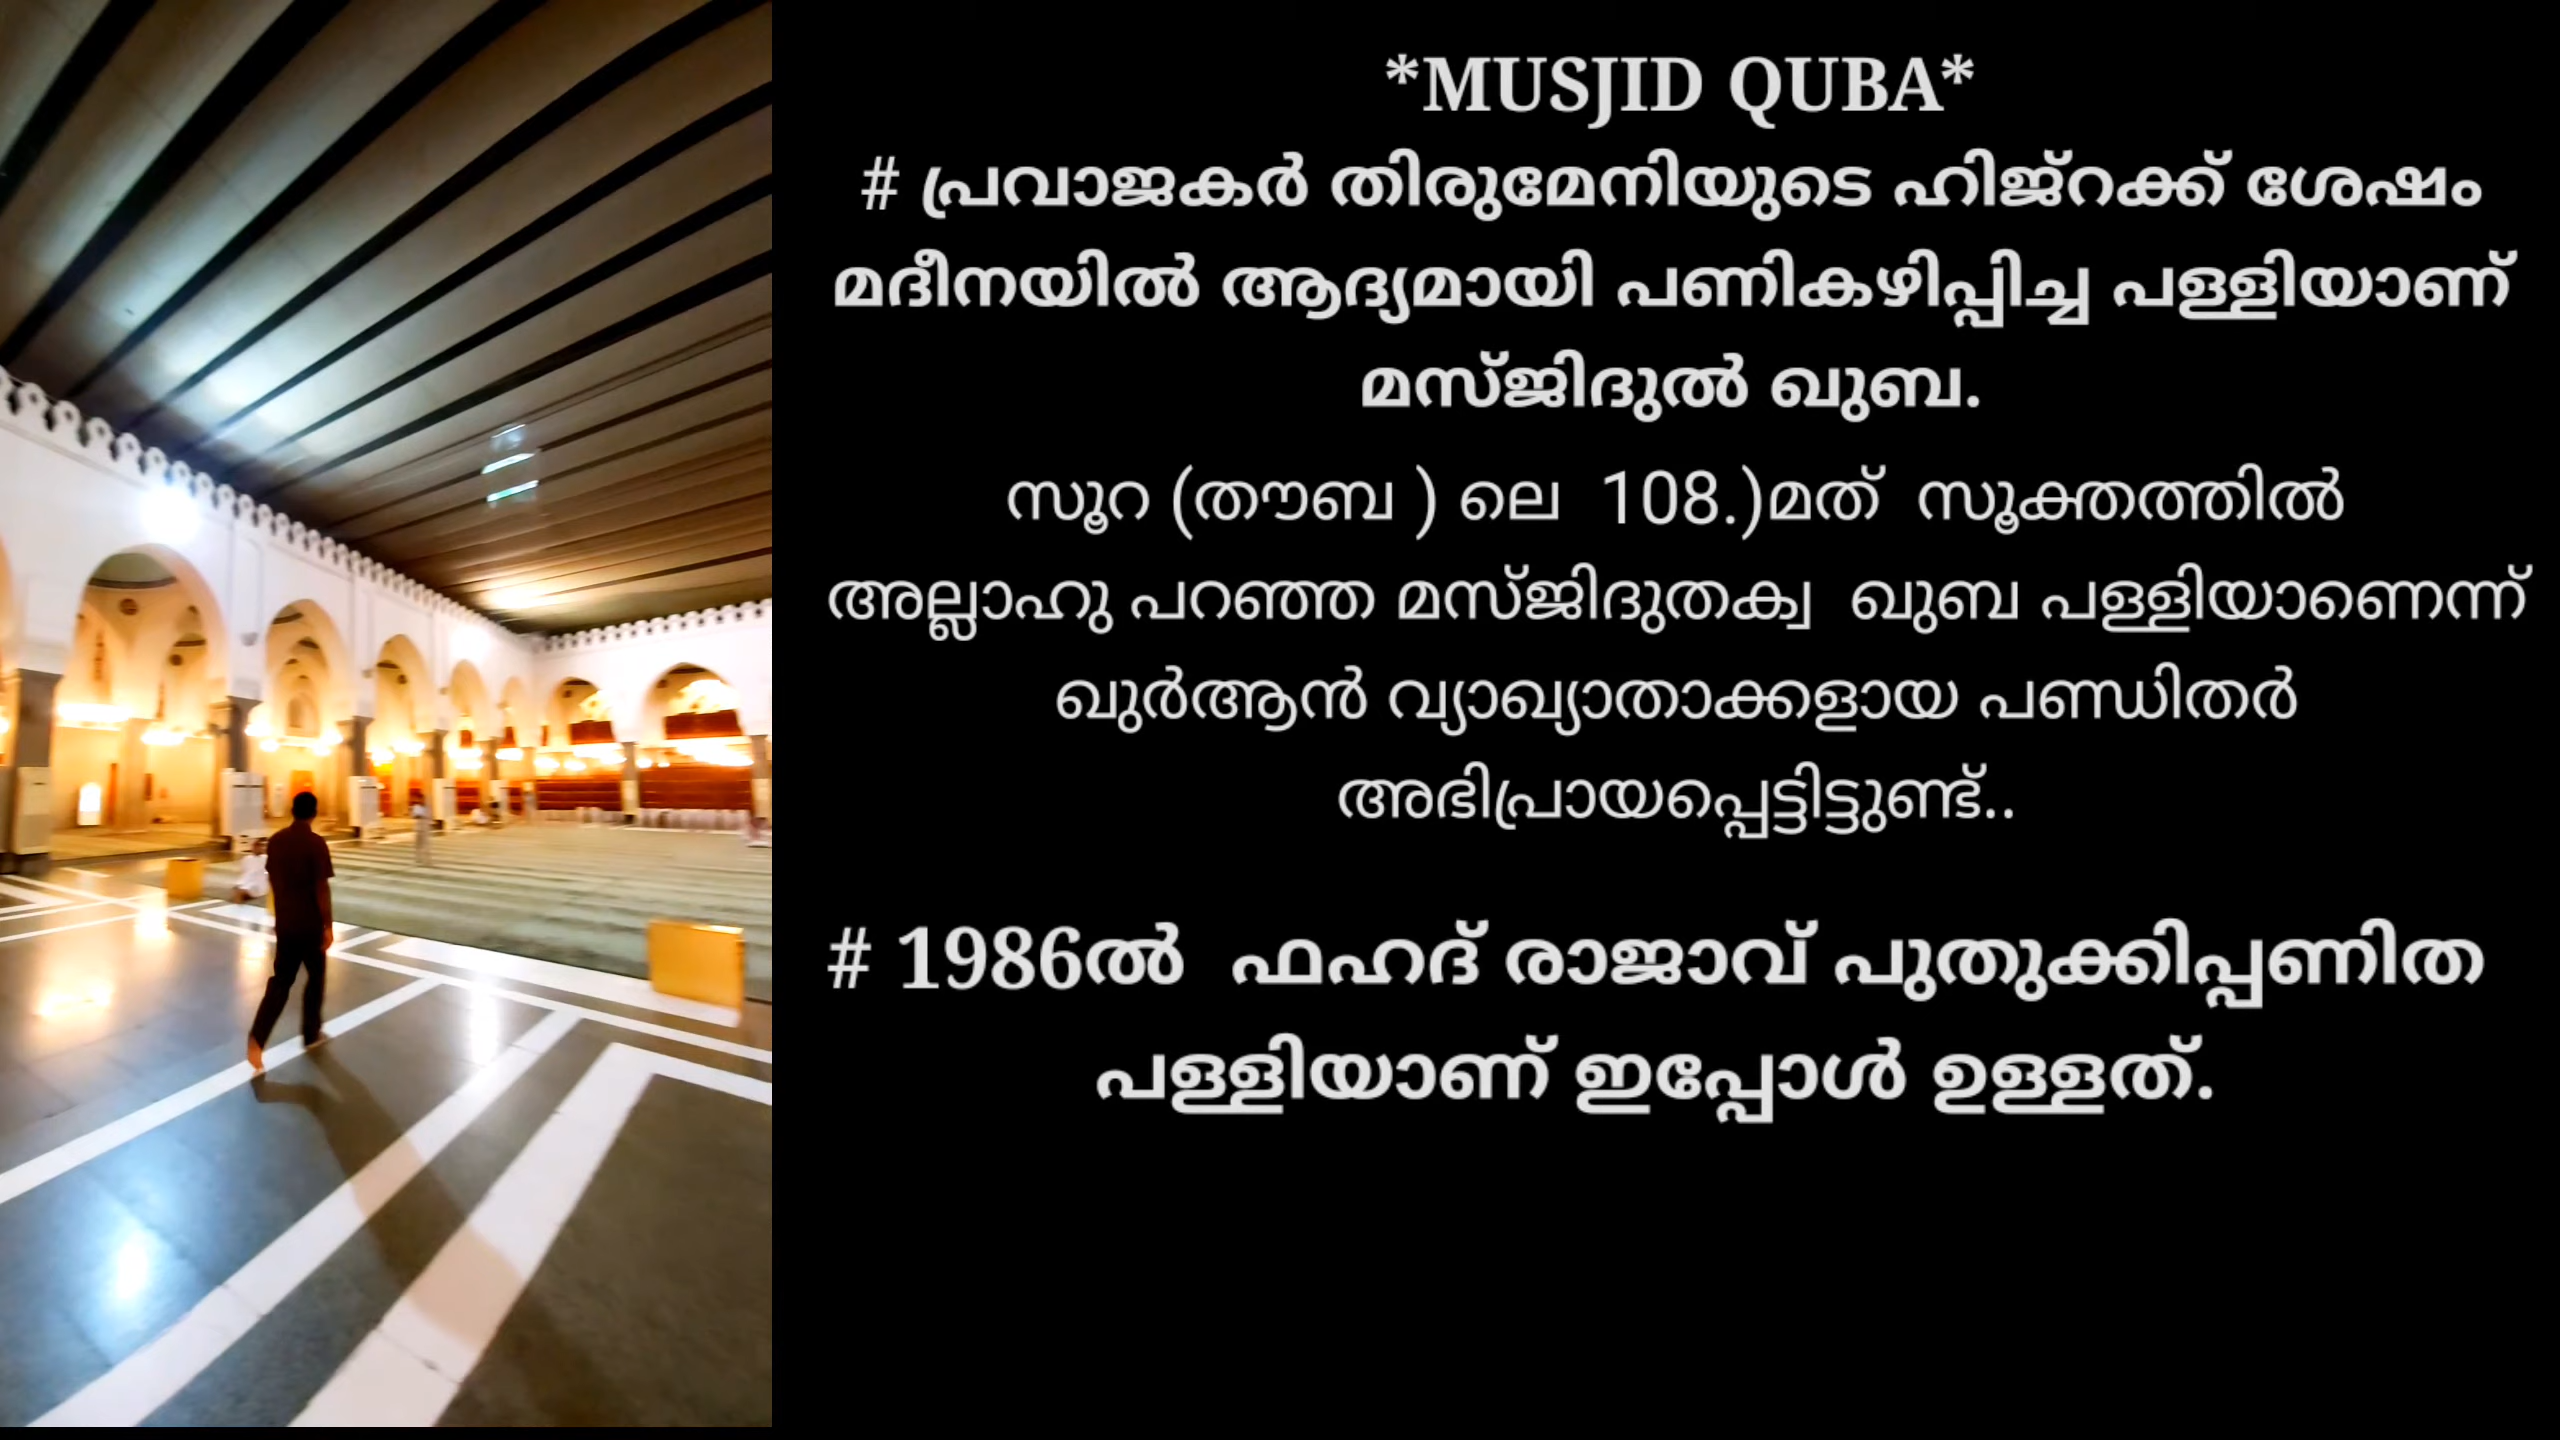 *MUSJID QUBA*
# പ്രവാജകർ തിരുമേനിയുടെ ഹിജ്റക്ക് ശേഷം
മദീനയിൽ ആദ്യമായി പണികഴിപ്പിച്ച പള്ളിയാണ്
മസ്ജിദുൽ ഖുബ.
സൂറ (തൗബ ) ലെ 108.)മത് സൂക്തത്തിൽ
അല്ലാഹു പറഞ്ഞ മസ്ജിദുതക്വ ഖുബ പള്ളിയാണെന്ന്
ഖുർആൻ വ്യാഖ്യാതാക്കളായ പണ്ഡിതർ
അഭിപ്രായപ്പെട്ടിട്ടുണ്ട്..
# 1986ൽ ഫഹദ് രാജാവ് പുതുക്കിപ്പണിത
പള്ളിയാണ് ഇപ്പോൾ ഉള്ളത്.